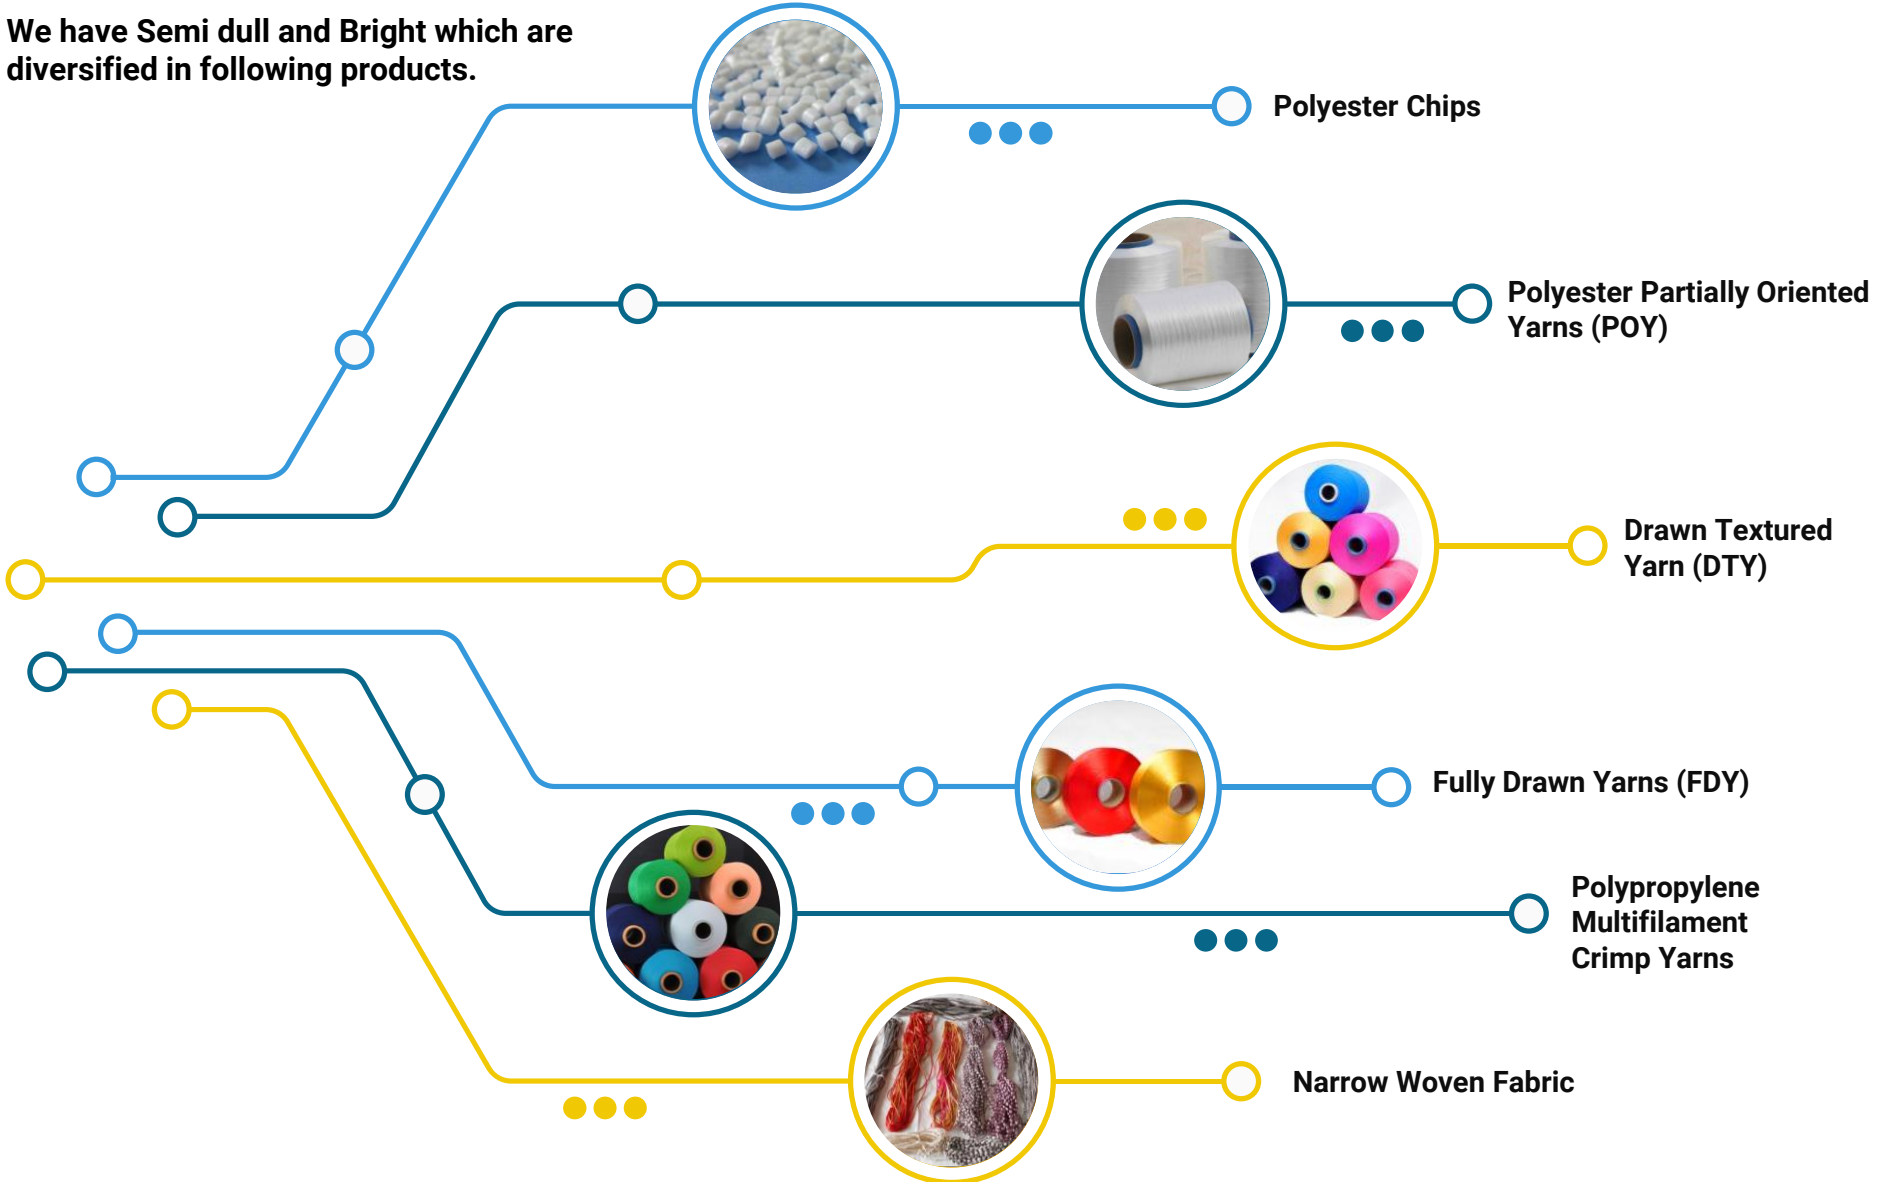 We have Semi dull and Bright which are
diversified in following products.
Polyester Chips
Polyester Partially Oriented
Yarns (POY)
Drawn Textured
Yarn (DTY)
Fully Drawn Yarns (FDY)
Polypropylene
Multifilament
Crimp Yarns
Narrow Woven Fabric